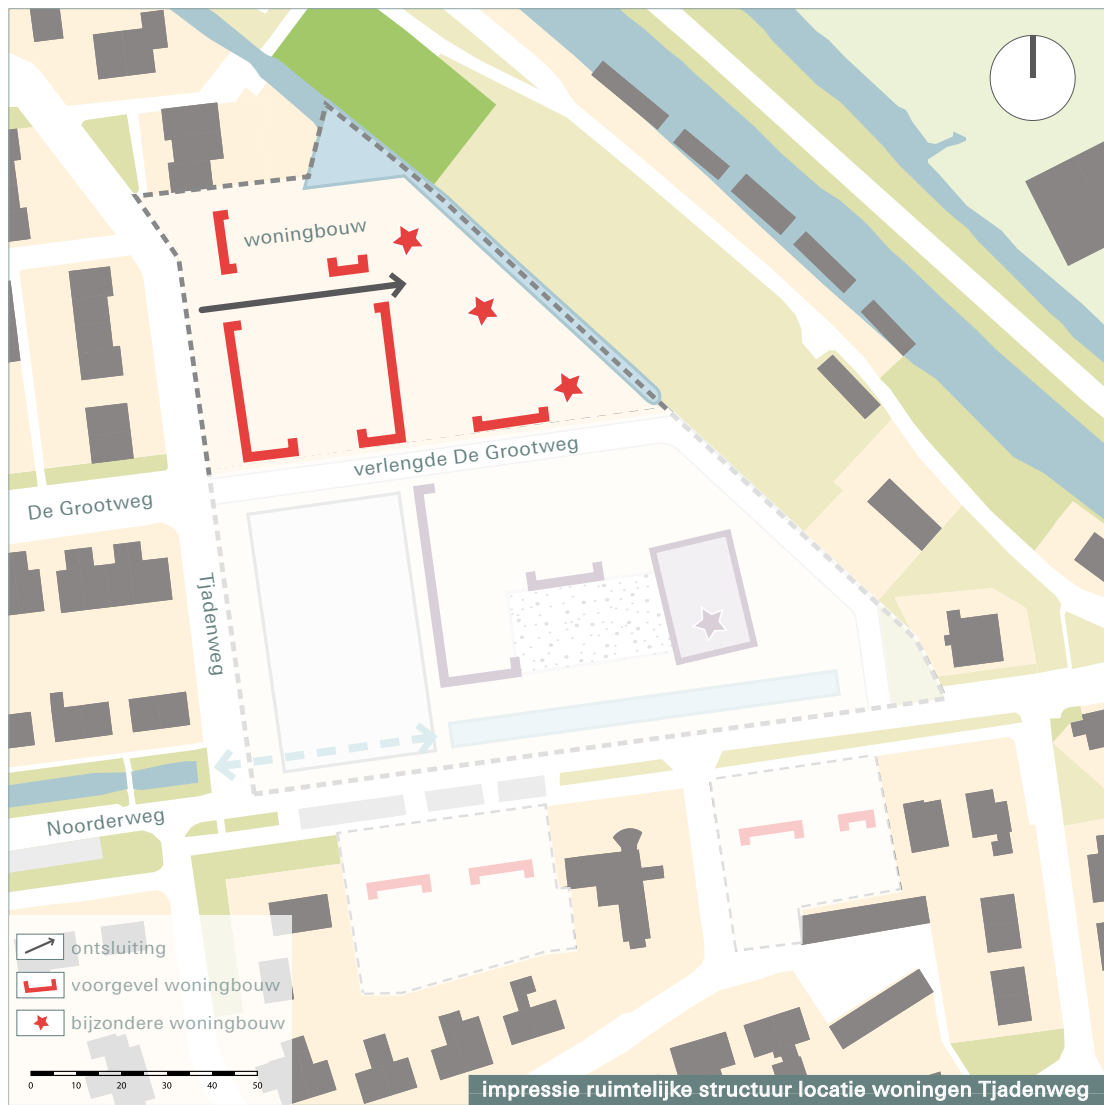 woningbouw
verlengde De Grootweg
De Grootweg
Tjadenweg
Noorderweg
ontsluiting
voorgevel woningbouw
bijzondere woningbouw
0 10 20 30 40 50
impressie ruimtelijke structuur locatie woningen Tjadenweg